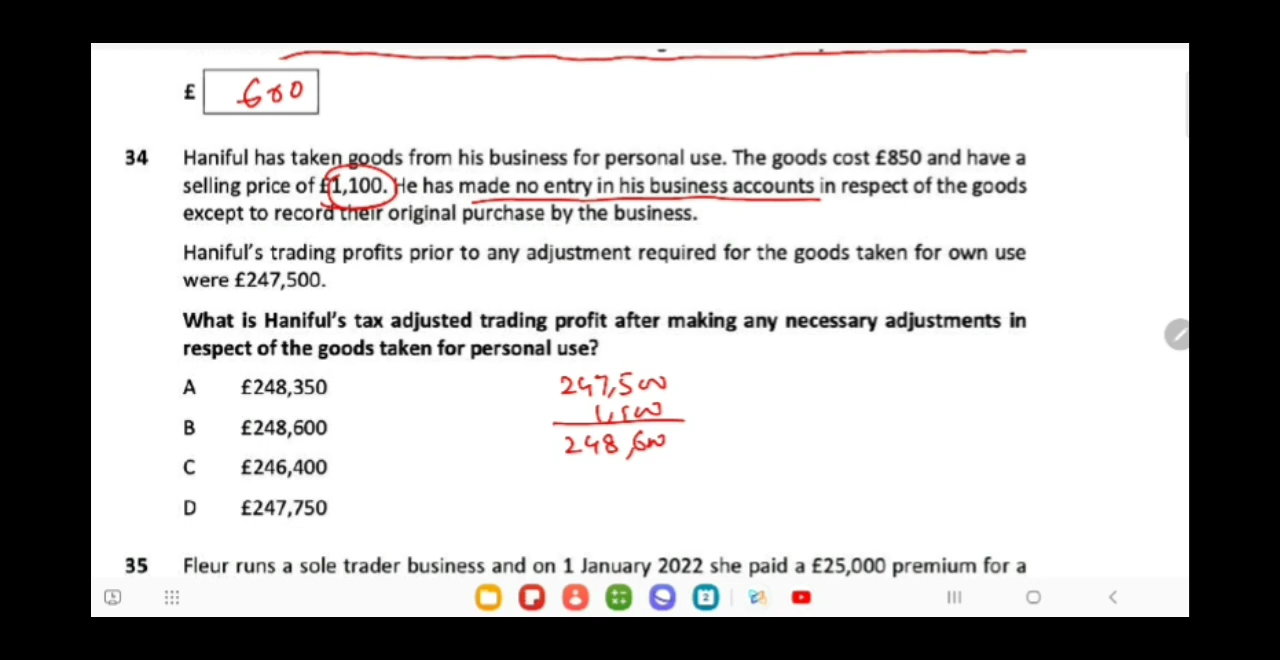 £ 600
34 Haniful has taken goods from his business for personal use. The goods cost £850 and have a
selling price of £1,100. He has made no entry in his business accounts in respect of the goods
except to record their original purchase by the business.
Haniful's trading profits prior to any adjustment required for the goods taken for own use
were £247,500.
What is Haniful's tax adjusted trading profit after making any necessary adjustments in
respect of the goods taken for personal use?
A £248,350
B £248,600
C £246,400
D £247,750
247,500
248,600
35 Fleur runs a sole trader business and on 1 January 2022 she paid a £25,000 premium for a
2